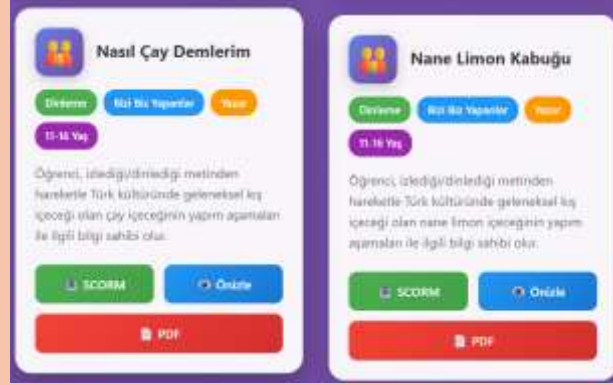 Nasıl Çay Demlerim
Dinleme
Bizi Biz Yapanlar
Yazar
11-16 Yaş
Öğrenci, izlediği/dinlediği metinden
hareketle Türk kültüründe geleneksel kış
içeceği olan çay içeceğinin yapım aşamaları
ile ilgili bilgi sahibi olur.
SCORM
Önizle
PDF
Nane Limon Kabuğu
Dinleme
Bizi Biz Yapanlar
Yazar
11-16 Yaş
Öğrenci, izlediği/dinlediği metinden
hareketle Türk kültüründe geleneksel kış
içeceği olan nane limon içeceğinin yapım
aşamaları ile ilgili bilgi sahibi olur.
SCORM
Önizle
PDF